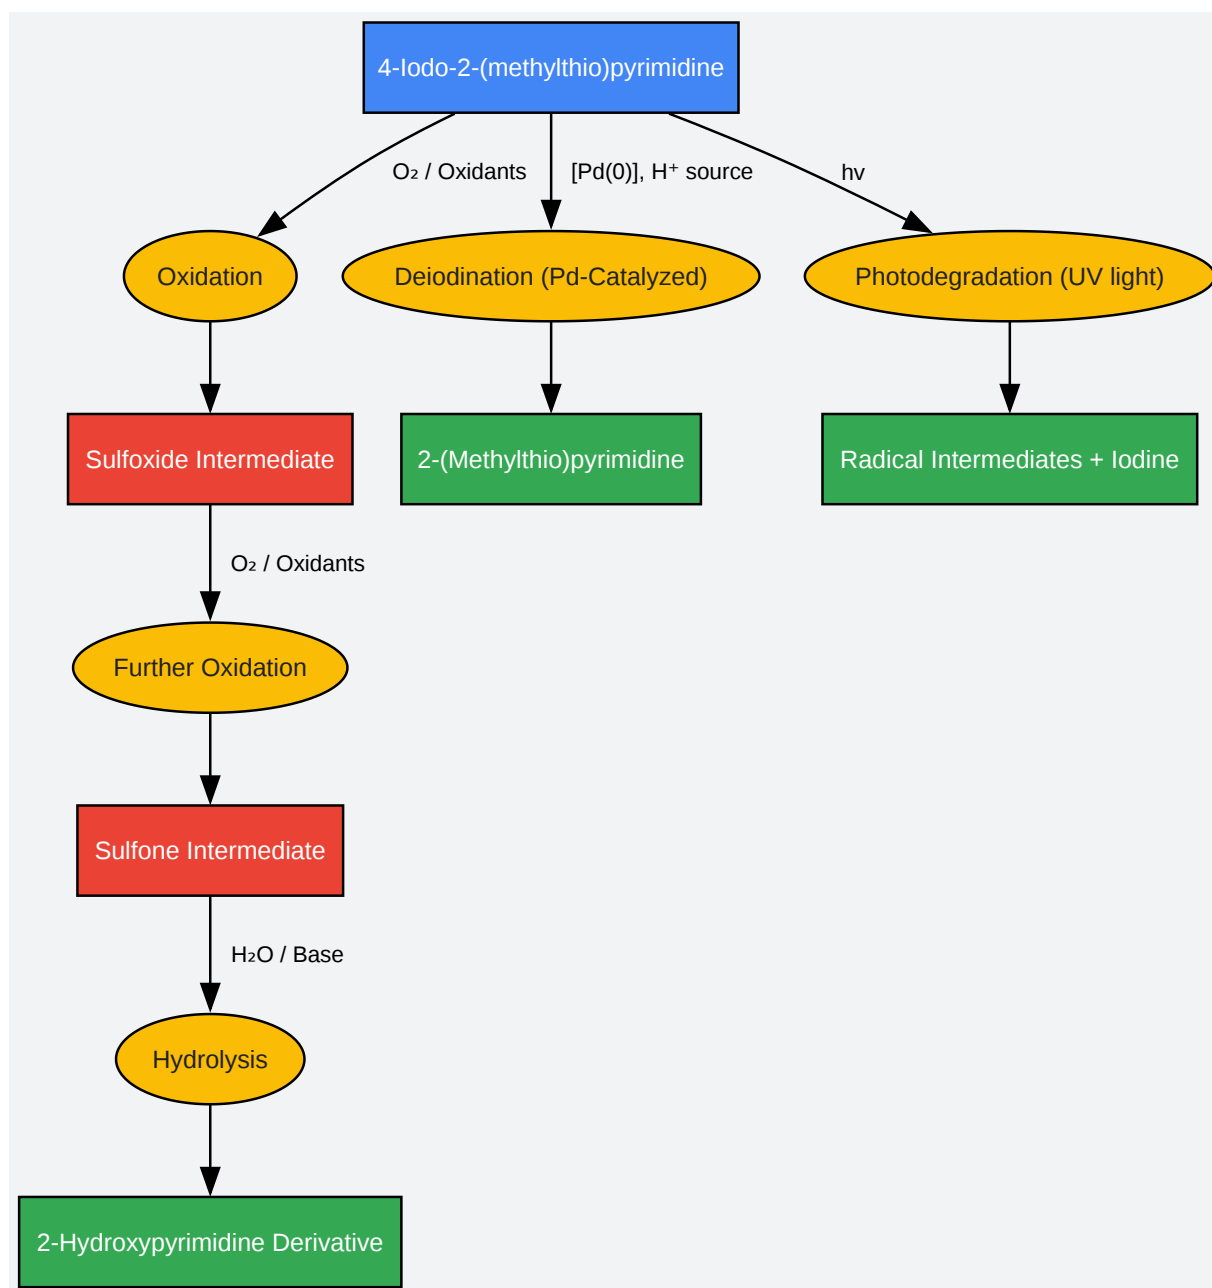 4-Iodo-2-(methylthio)pyrimidine
O₂ / Oxidants
[Pd(0)], H⁺ source
hv
Oxidation
Deiodination (Pd-Catalyzed)
Photodegradation (UV light)
Sulfoxide Intermediate
2-(Methylthio)pyrimidine
Radical Intermediates + Iodine
O₂ / Oxidants
Further Oxidation
Sulfone Intermediate
H₂O / Base
Hydrolysis
2-Hydroxypyrimidine Derivative